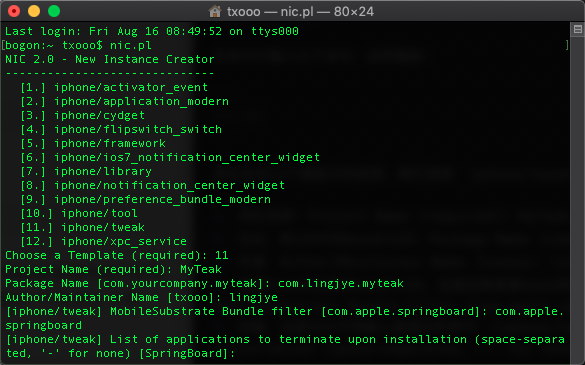 txooo — nic.pl — 80×24
Last login: Fri Aug 16 08:49:52 on ttys000
[bogon:~ txooo$ nic.pl ]
NIC 2.0 - New Instance Creator
------------------------------
[1.] iphone/activator_event
[2.] iphone/application_modern
[3.] iphone/cydget
[4.] iphone/flipswitch_switch
[5.] iphone/framework
[6.] iphone/ios7_notification_center_widget
[7.] iphone/library
[8.] iphone/notification_center_widget
[9.] iphone/preference_bundle_modern
[10.] iphone/tool
[11.] iphone/tweak
[12.] iphone/xpc_service
Choose a Template (required): 11
Project Name (required): MyTeak
Package Name [com.yourcompany.myteak]: com.lingjye.myteak
Author/Maintainer Name [txooo]: lingjye
[iphone/tweak] MobileSubstrate Bundle filter [com.apple.springboard]: com.apple.
springboard
[iphone/tweak] List of applications to terminate upon installation (space-separa
ted, '-' for none) [SpringBoard]: